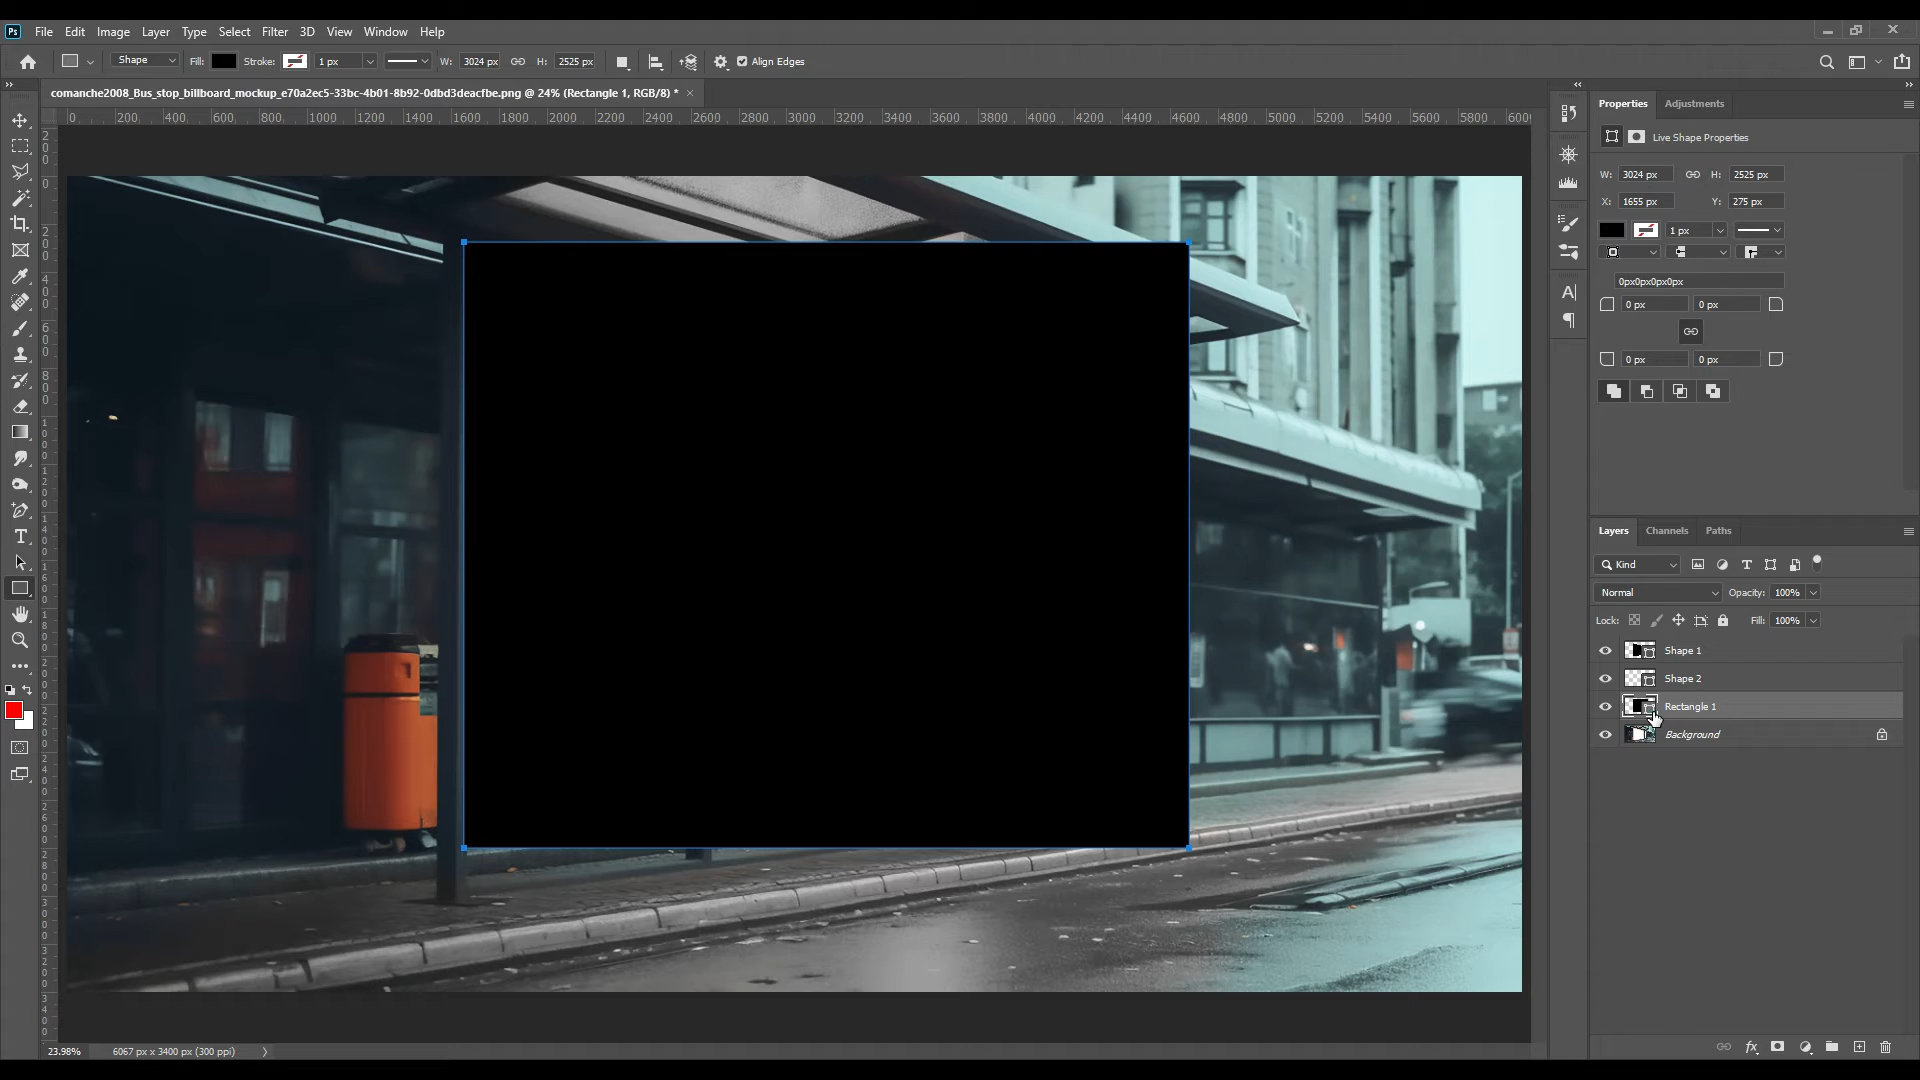 Ps File Edit Image Layer Type Select Filter 3D View Window Help
Shape Fill: Stroke: 1 px W: 3024 px H: 2525 px Align Edges
comanche2008_Bus_stop_billboard_mockup_e70a2ec5-33bc-4b01-8b92-0dbd3deacfbe.png @ 24% (Rectangle 1, RGB/8) * ×
0 200 400 600 800 1000 1200 1400 1600 1800 2000 2200 2400 2600 2800 3000 3200 3400 3600 3800 4000 4200 4400 4600 4800 5000 5200 5400 5600 5800 6000
Properties Adjustments
Live Shape Properties
W: 3024 px H: 2525 px
X: 1655 px Y: 275 px
1 px
0px0px0px0px
0 px 0 px
0 px 0 px
Layers Channels Paths
Kind
Normal Opacity: 100%
Lock: Fill: 100%
Shape 1
Shape 2
Rectangle 1
Background
fx
23.98% 6067 px x 3400 px (300 ppi)